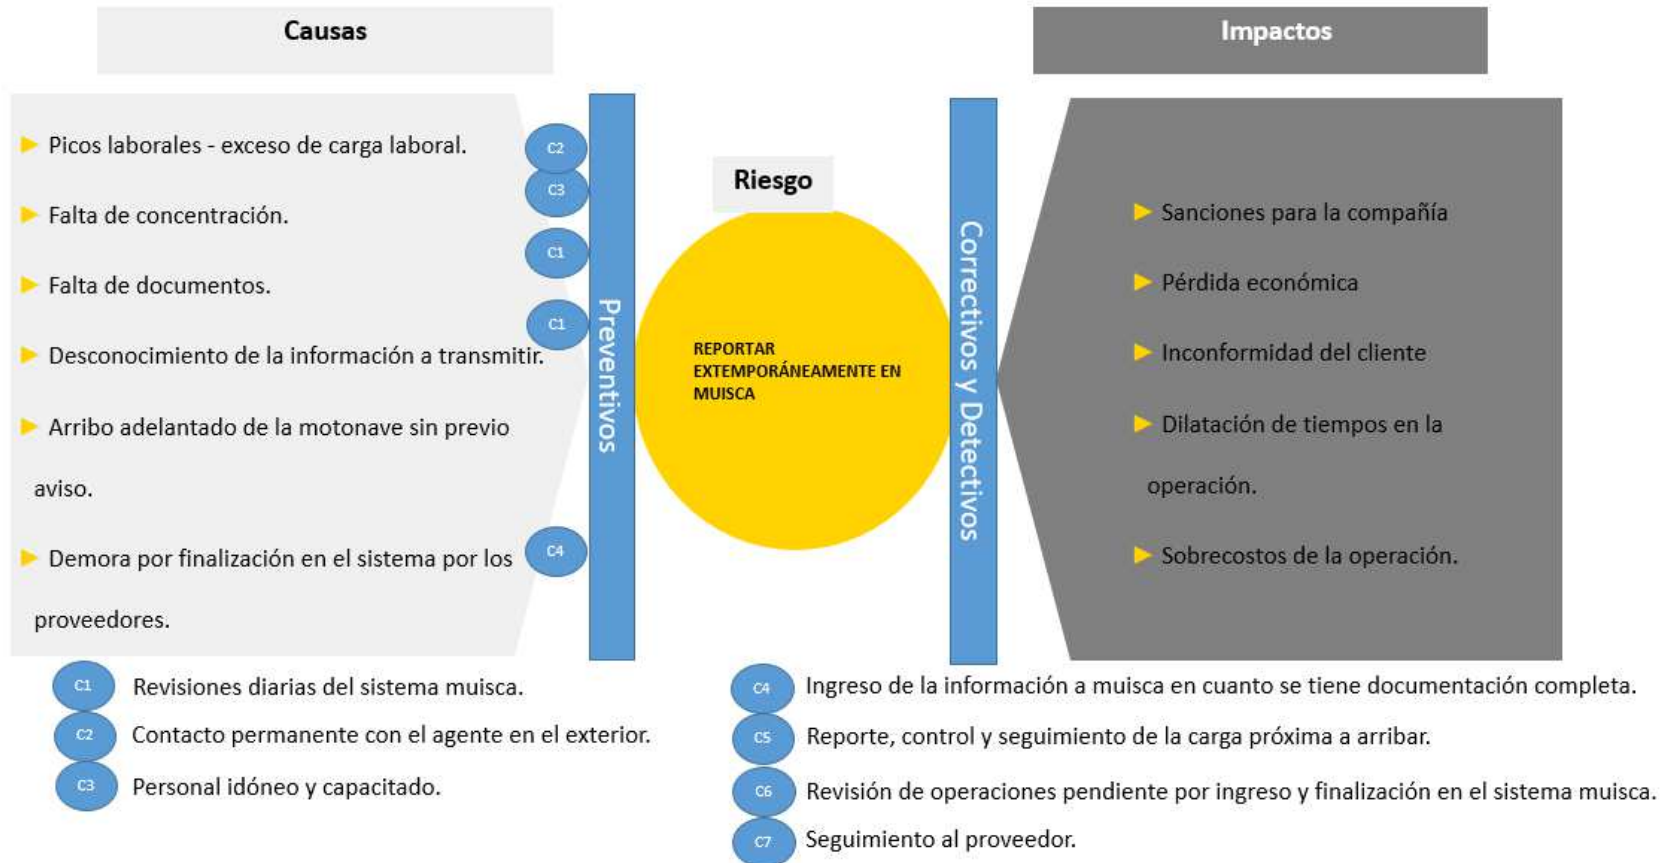 Causas
Impactos
Picos laborales - exceso de carga laboral.
Falta de concentración.
Falta de documentos.
Desconocimiento de la información a transmitir.
Arribo adelantado de la motonave sin previo
aviso.
Demora por finalización en el sistema por los
proveedores.
C2
C3
C1
C1
C4
Preventivos
Riesgo
REPORTAR
EXTEMPORÁNEAMENTE EN
MUISCA
Correctivos y Detectivos
Sanciones para la compañía
Pérdida económica
Inconformidad del cliente
Dilatación de tiempos en la
operación.
Sobrecostos de la operación.
C1 Revisiones diarias del sistema muisca.
C2 Contacto permanente con el agente en el exterior.
C3 Personal idóneo y capacitado.
C4 Ingreso de la información a muisca en cuanto se tiene documentación completa.
C5 Reporte, control y seguimiento de la carga próxima a arribar.
C6 Revisión de operaciones pendiente por ingreso y finalización en el sistema muisca.
C7 Seguimiento al proveedor.